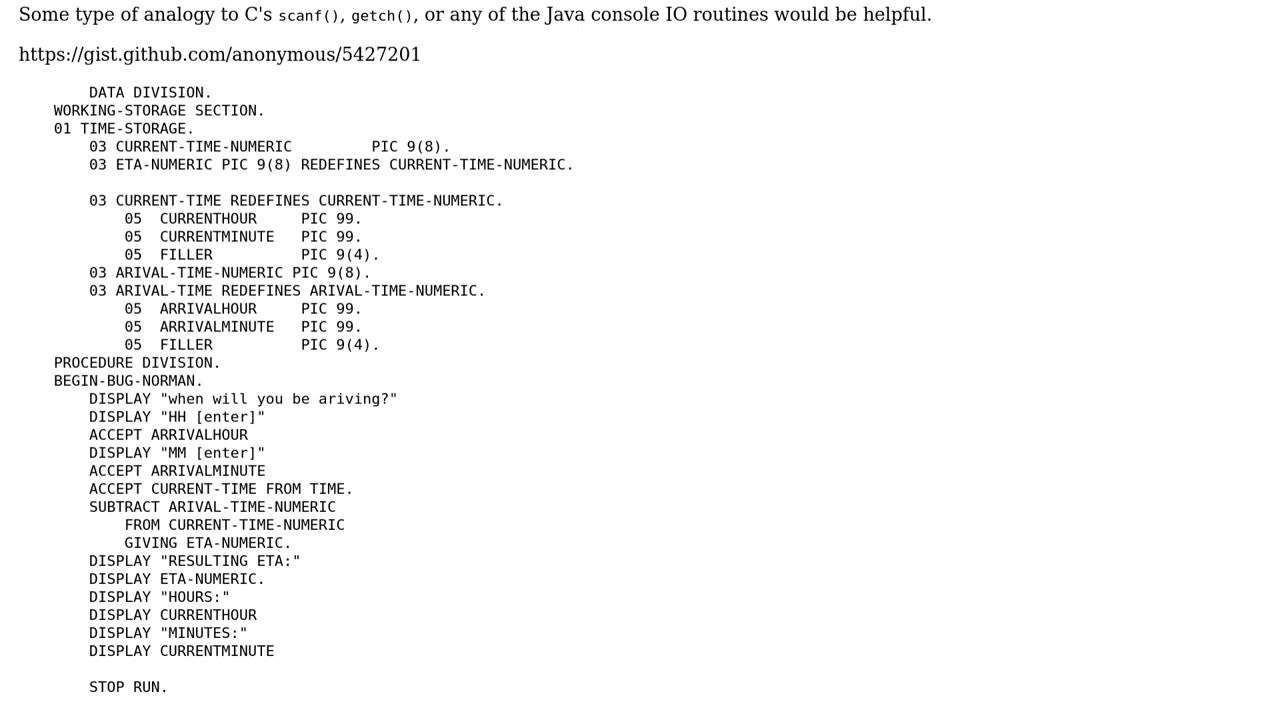 Some type of analogy to C's scanf(), getch(), or any of the Java console IO routines would be helpful.
https://gist.github.com/anonymous/5427201
DATA DIVISION.
WORKING-STORAGE SECTION.
01 TIME-STORAGE.
03 CURRENT-TIME-NUMERIC         PIC 9(8).
03 ETA-NUMERIC PIC 9(8) REDEFINES CURRENT-TIME-NUMERIC.
03 CURRENT-TIME REDEFINES CURRENT-TIME-NUMERIC.
05  CURRENTHOUR     PIC 99.
05  CURRENTMINUTE   PIC 99.
05  FILLER          PIC 9(4).
03 ARIVAL-TIME-NUMERIC PIC 9(8).
03 ARIVAL-TIME REDEFINES ARIVAL-TIME-NUMERIC.
05  ARRIVALHOUR     PIC 99.
05  ARRIVALMINUTE   PIC 99.
05  FILLER          PIC 9(4).
PROCEDURE DIVISION.
BEGIN-BUG-NORMAN.
DISPLAY "when will you be ariving?"
DISPLAY "HH [enter]"
ACCEPT ARRIVALHOUR
DISPLAY "MM [enter]"
ACCEPT ARRIVALMINUTE
ACCEPT CURRENT-TIME FROM TIME.
SUBTRACT ARIVAL-TIME-NUMERIC
FROM CURRENT-TIME-NUMERIC
GIVING ETA-NUMERIC.
DISPLAY "RESULTING ETA:"
DISPLAY ETA-NUMERIC.
DISPLAY "HOURS:"
DISPLAY CURRENTHOUR
DISPLAY "MINUTES:"
DISPLAY CURRENTMINUTE
STOP RUN.